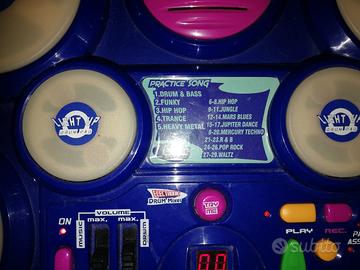 PRACTICE SONG
1.DRUM & BASS
2.FUNKY
3.HIP HOP
4.TRANCE
5.HEAVY METAL
6-8.HIP HOP
9-11.JUNGLE
12-14.MARS BLUES
15-17.JUPITER DANCE
18-20.MERCURY TECHNO
21-23.R & B
24-26.POP ROCK
27-29.WALTZ
LIGHT UP
DRUM PAD
LIGHT UP
DRUM PAD
ELECTRONIC
DRUM MIXER
TRY
ME
ON
VOLUME
MUSIC
DRUM
00
PLAY
REC.
subito